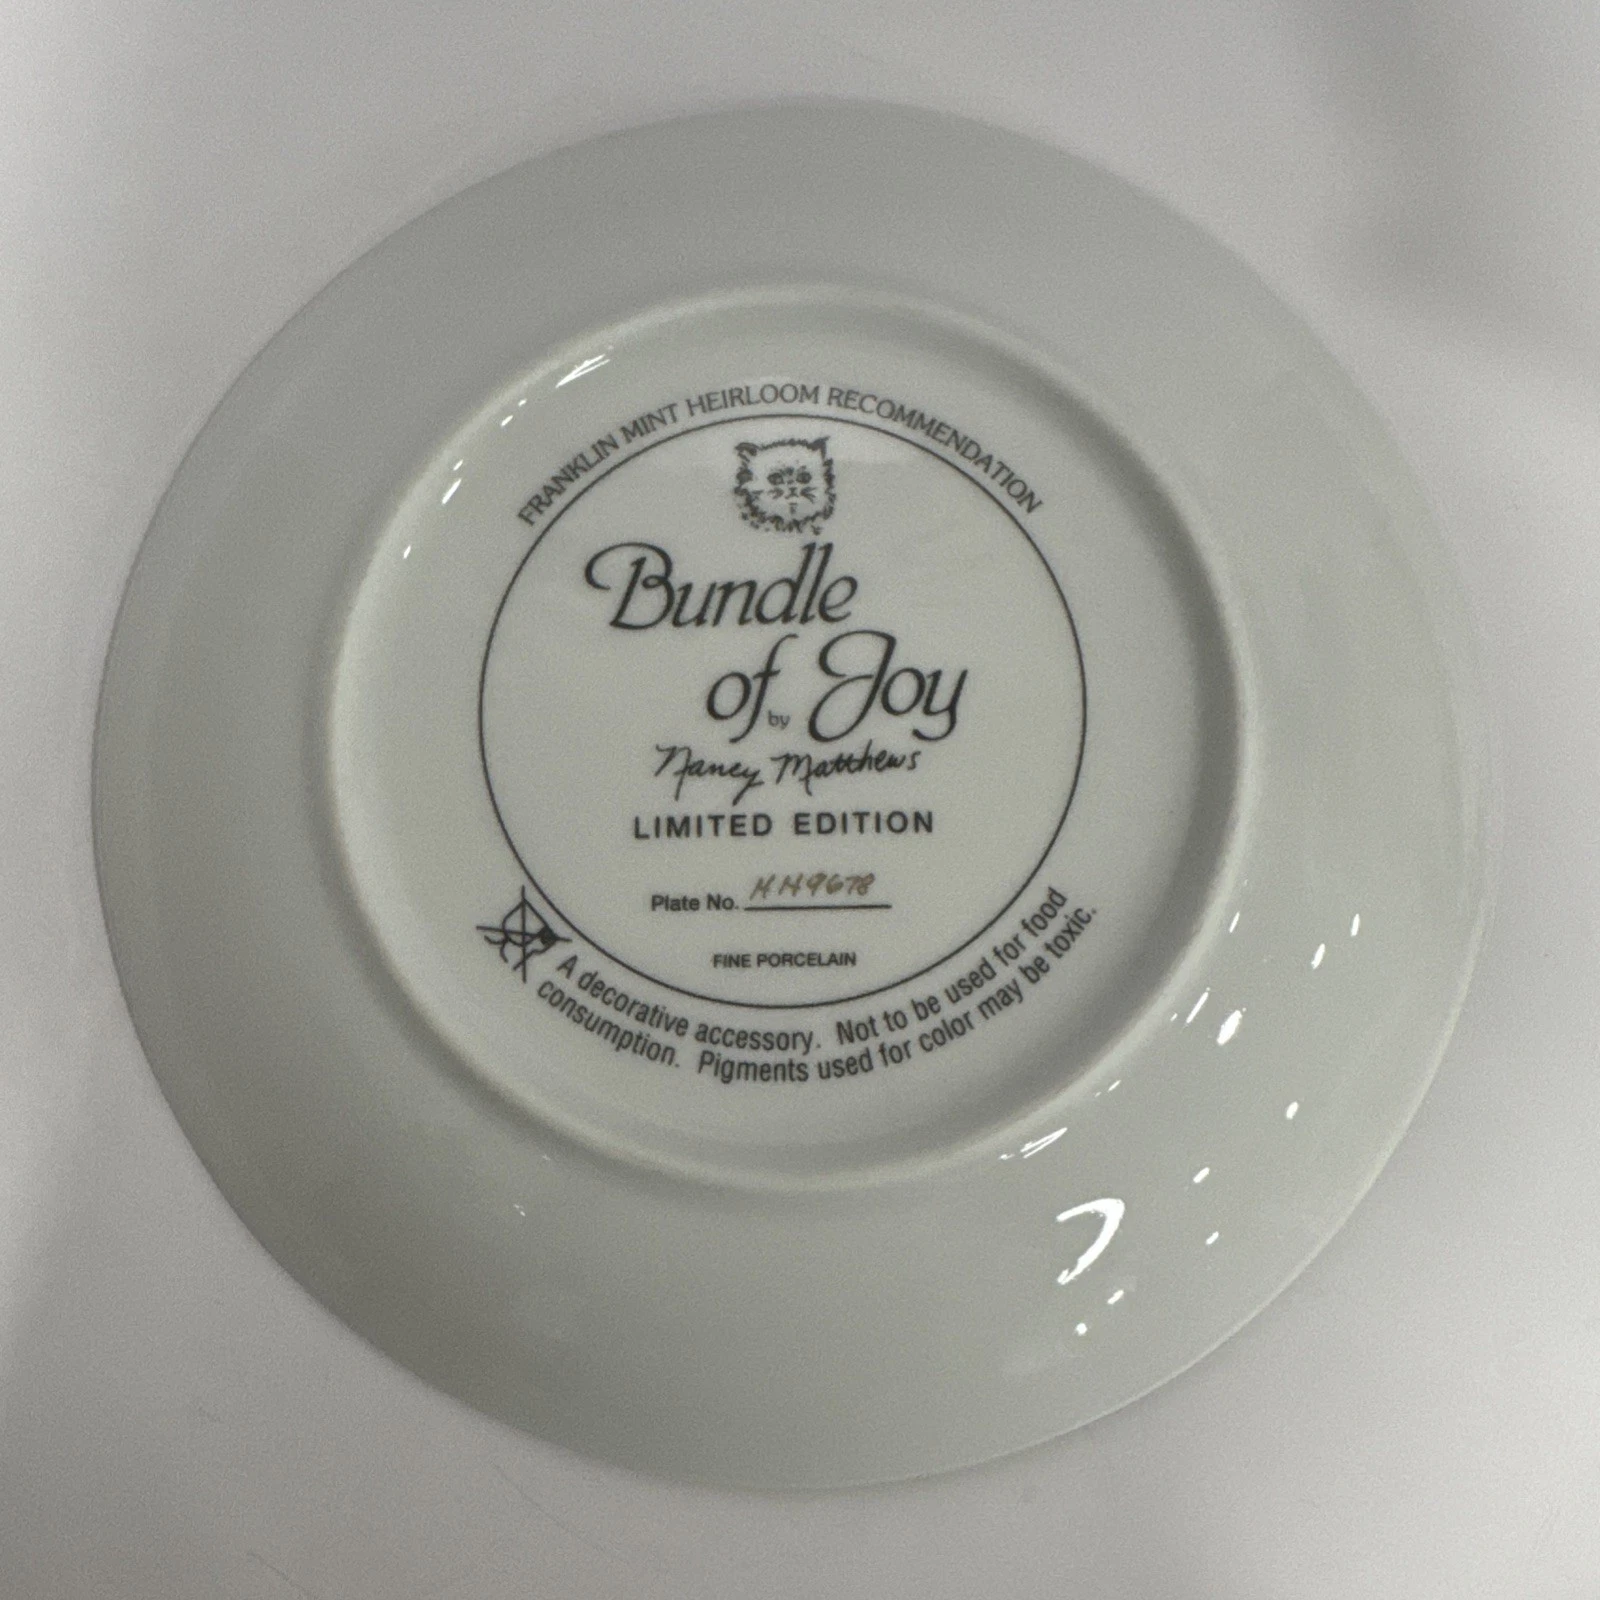 FRANKLIN MINT HEIRLOOM RECOMMENDATION
Bundle
of Joy
by
Nancy Matthews
LIMITED EDITION
Plate No. HH9678
FINE PORCELAIN
A decorative accessory. Not to be used for food
consumption. Pigments used for color may be toxic.